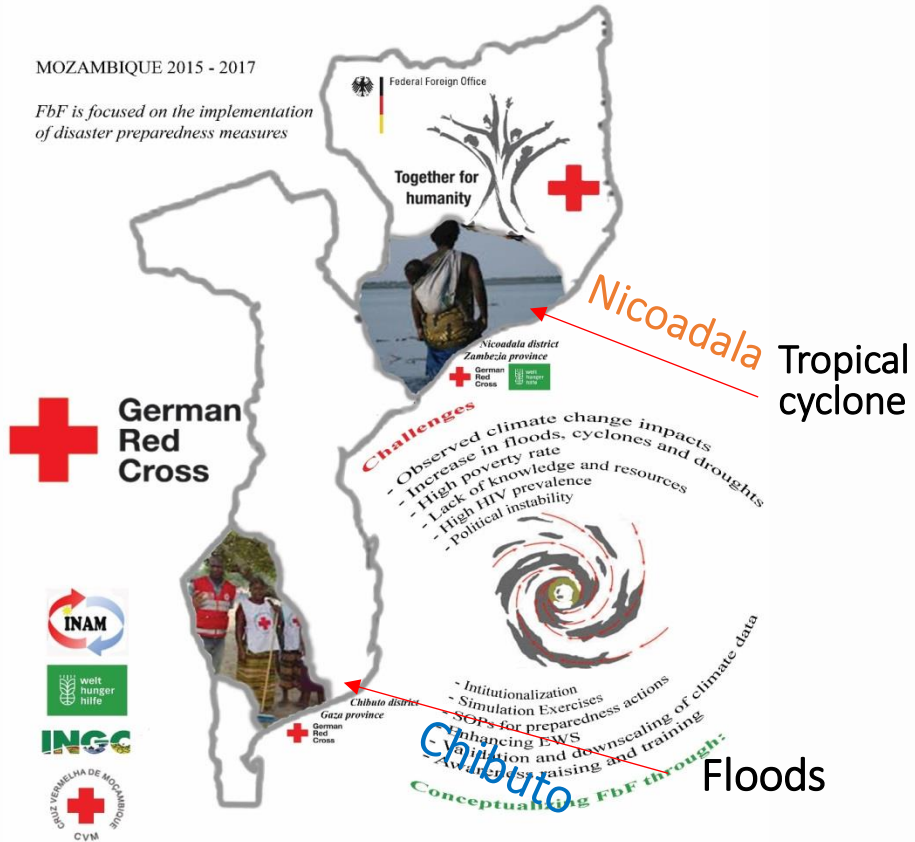 MOZAMBIQUE 2015 - 2017
FbF is focused on the implementation
of disaster preparedness measures
Federal Foreign Office
Together for
humanity
Nicoadala
Tropical
cyclone
Nicoadala district
Zambezia province
German
Red
Cross
welt
hunger
hilfe
German
Red
Cross
Challenges
- Observed climate change impacts
- Increase in floods, cyclones and droughts
- High poverty rate
- Lack of knowledge and resources
- High HIV prevalence
- Political instability
INAM
welt
hunger
hilfe
INGC
CRUZ VERMELHA DE MOÇAMBIQUE
CVM
Chibuto district
Gaza province
German
Red
Cross
- Intitutionalization
- Simulation Exercises
- SOPs for preparedness actions
- Enhancing EWS
- Validation and downscaling of climate data
- Awareness raising and training
Conceptualizing FbF through:
Chibuto
Floods